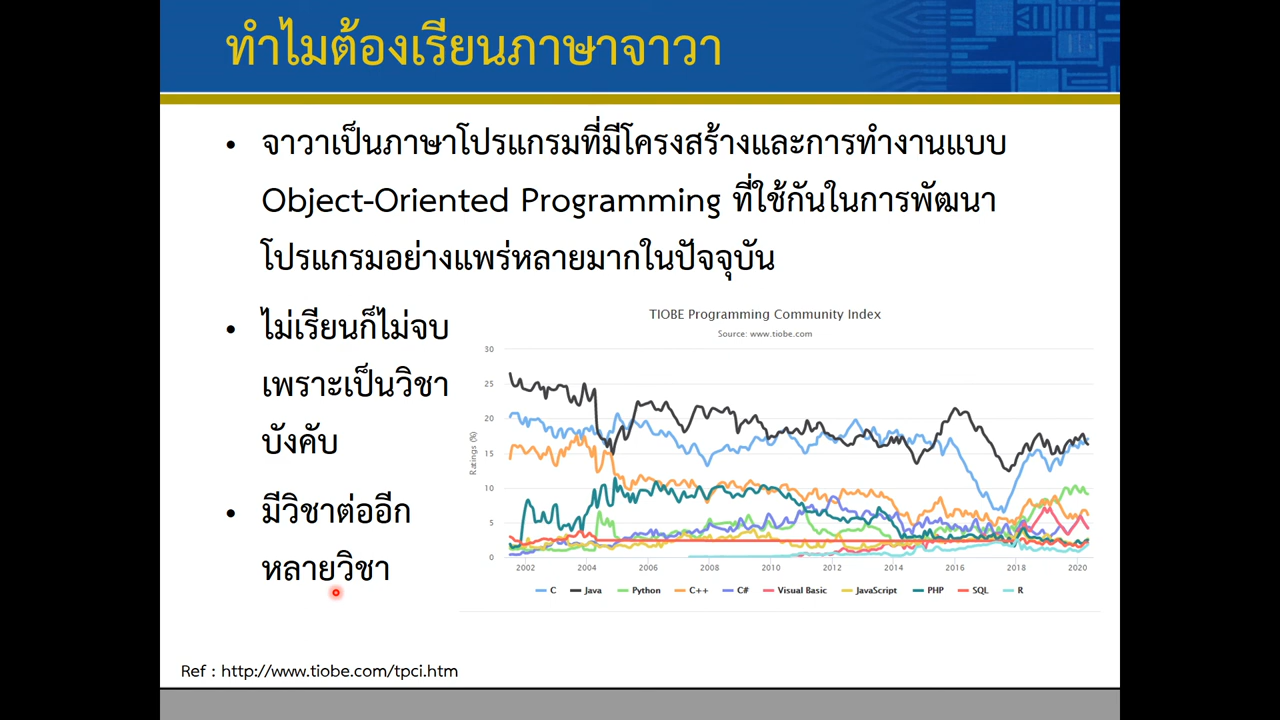 ทำไมต้องเรียนภาษาจาวา
• จาวาเป็นภาษาโปรแกรมที่มีโครงสร้างและการทำงานแบบ
Object-Oriented Programming ที่ใช้กันในการพัฒนา
โปรแกรมอย่างแพร่หลายมากในปัจจุบัน
• ไม่เรียนก็ไม่จบ
เพราะเป็นวิชา
บังคับ
• มีวิชาต่ออีก
หลายวิชา
TIOBE Programming Community Index
Source: www.tiobe.com
Ratings (%)
30
25
20
15
10
5
0
2002 2004 2006 2008 2010 2012 2014 2016 2018 2020
C Java Python C++ C# Visual Basic JavaScript PHP SQL R
Ref : http://www.tiobe.com/tpci.htm